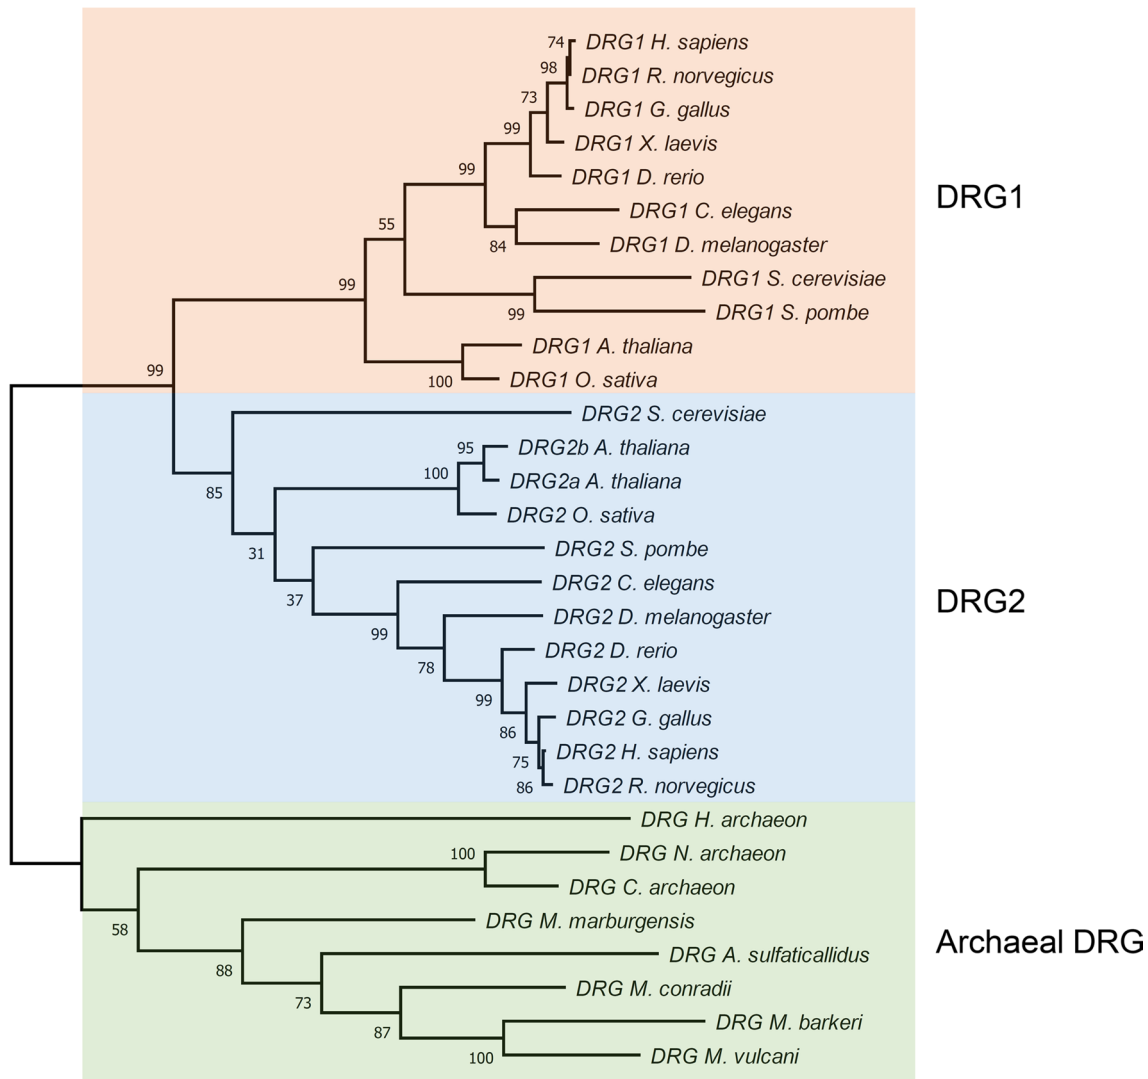 74
DRG1 H. sapiens
98
DRG1 R. norvegicus
73
DRG1 G. gallus
99
DRG1 X. laevis
99
DRG1 D. rerio
DRG1
55
DRG1 C. elegans
84
DRG1 D. melanogaster
99
DRG1 S. cerevisiae
99
DRG1 S. pombe
DRG1 A. thaliana
99
100
DRG1 O. sativa
DRG2 S. cerevisiae
95
DRG2b A. thaliana
100
DRG2a A. thaliana
85
DRG2 O. sativa
31
DRG2 S. pombe
37
DRG2 C. elegans
DRG2
99
DRG2 D. melanogaster
78
DRG2 D. rerio
99
DRG2 X. laevis
86
DRG2 G. gallus
75
DRG2 H. sapiens
86
DRG2 R. norvegicus
DRG H. archaeon
100
DRG N. archaeon
DRG C. archaeon
58
DRG M. marburgensis
Archaeal DRG
88
DRG A. sulfaticallidus
73
DRG M. conradii
87
DRG M. barkeri
100
DRG M. vulcani